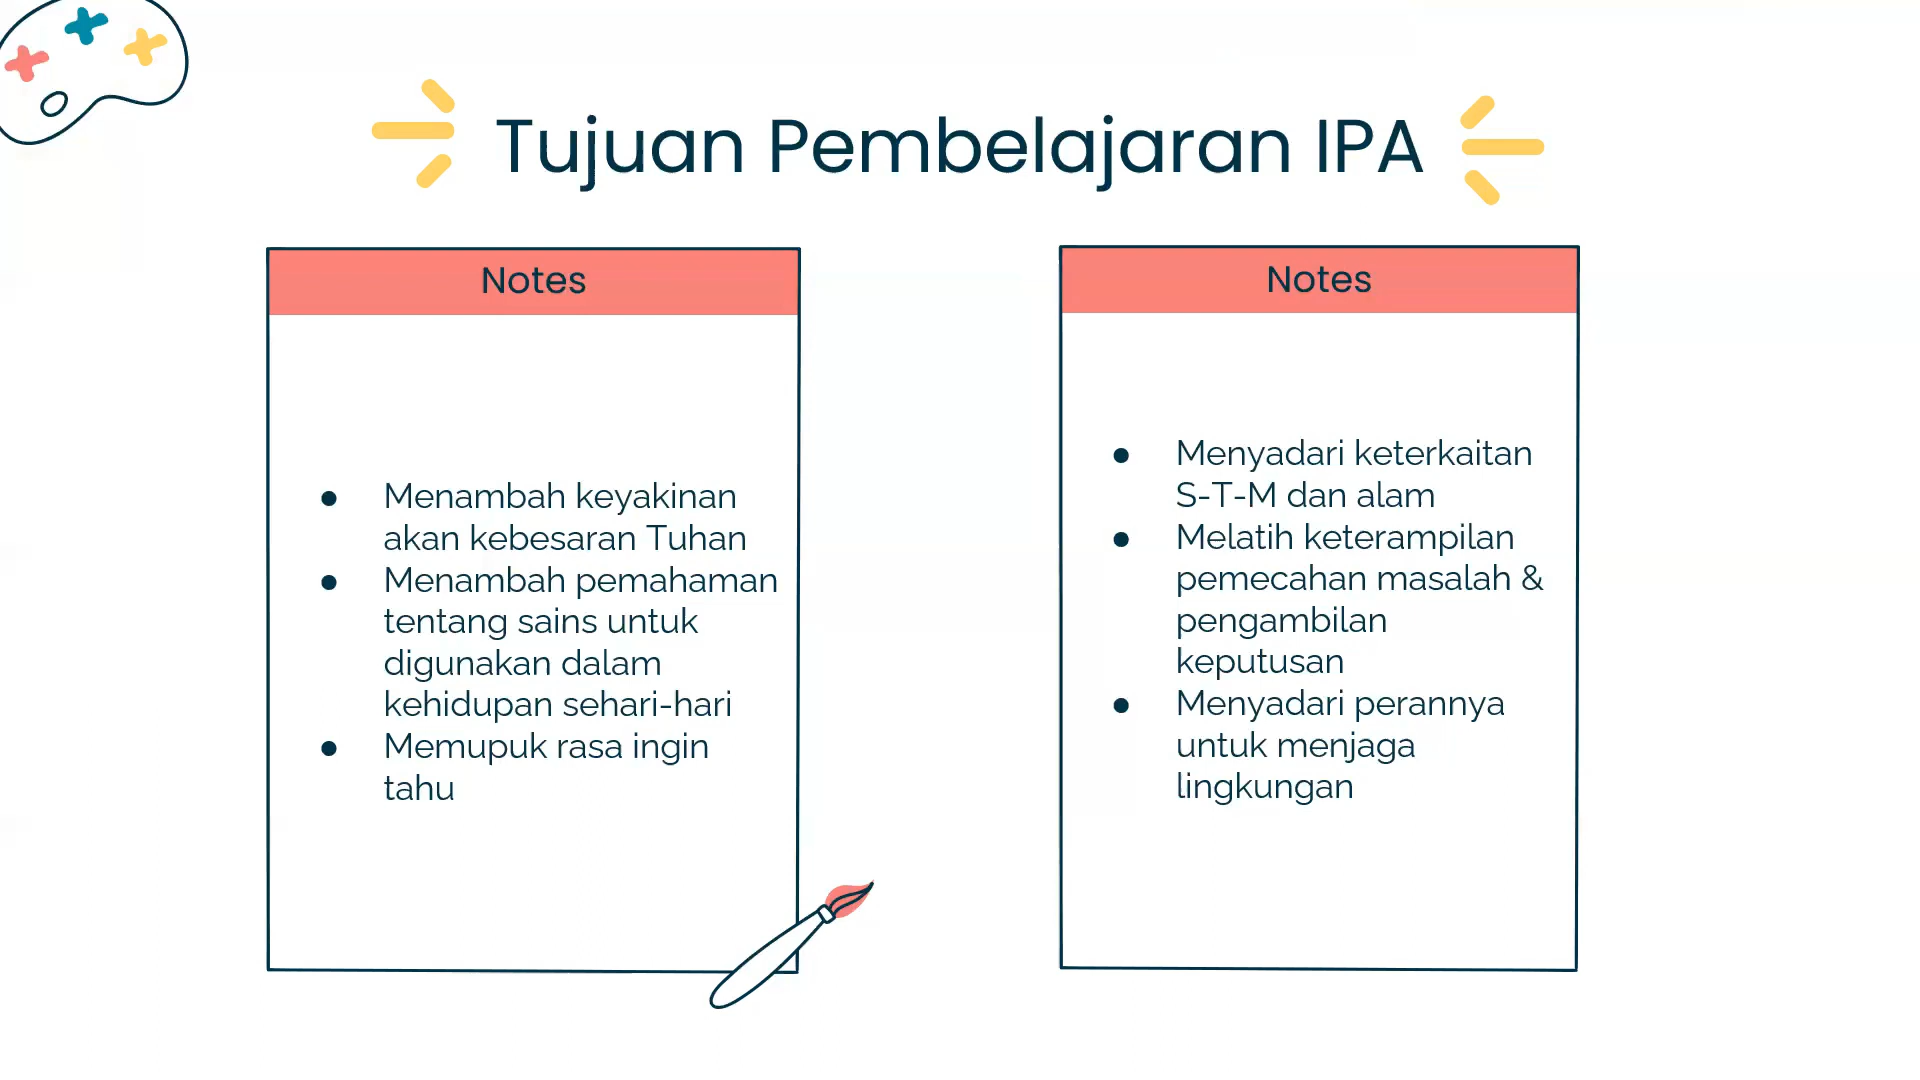 Tujuan Pembelajaran IPA
Notes
● Menambah keyakinan
akan kebesaran Tuhan
● Menambah pemahaman
tentang sains untuk
digunakan dalam
kehidupan sehari-hari
● Memupuk rasa ingin
tahu
Notes
● Menyadari keterkaitan
S-T-M dan alam
● Melatih keterampilan
pemecahan masalah &
pengambilan
keputusan
● Menyadari perannya
untuk menjaga
lingkungan